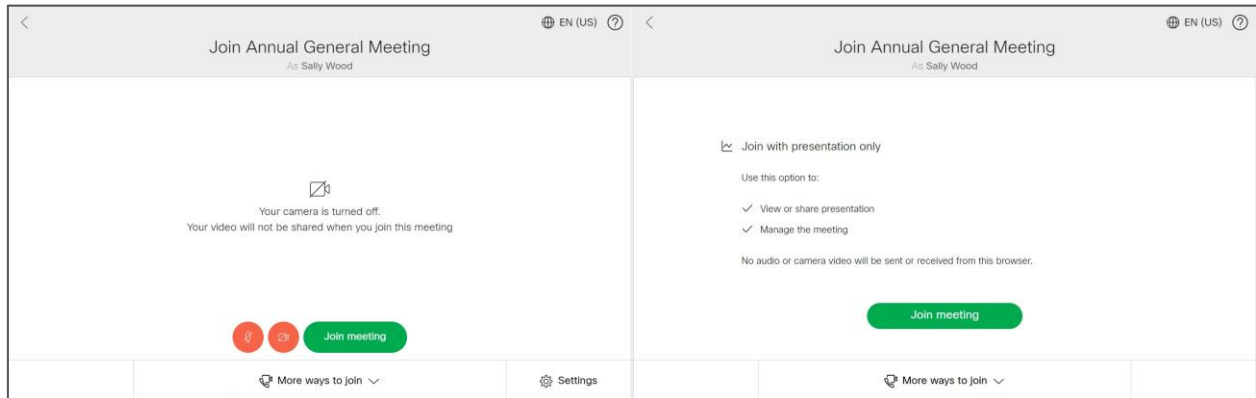 EN (US)
Join Annual General Meeting
As Sally Wood
Your camera is turned off.
Your video will not be shared when you join this meeting
Join meeting
More ways to join
Settings
EN (US)
Join Annual General Meeting
As Sally Wood
Join with presentation only
Use this option to:
View or share presentation
Manage the meeting
No audio or camera video will be sent or received from this browser.
Join meeting
More ways to join